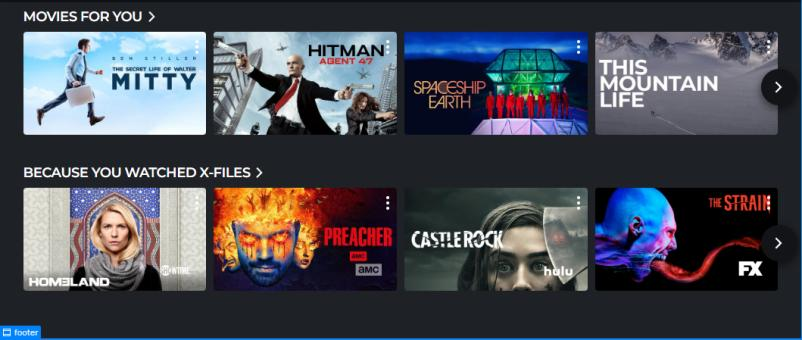 MOVIES FOR YOU >
BEN STILLER
THE SECRET LIFE OF WALTER
MITTY
HITMAN
AGENT 47
SPACESHIP
EARTH
THIS
MOUNTAIN
LIFE
BECAUSE YOU WATCHED X-FILES >
HOMELAND
SHOWTIME
PREACHER
AMC
AMC
CASTLE ROCK
hulu
THE STRAIN
FX
footer